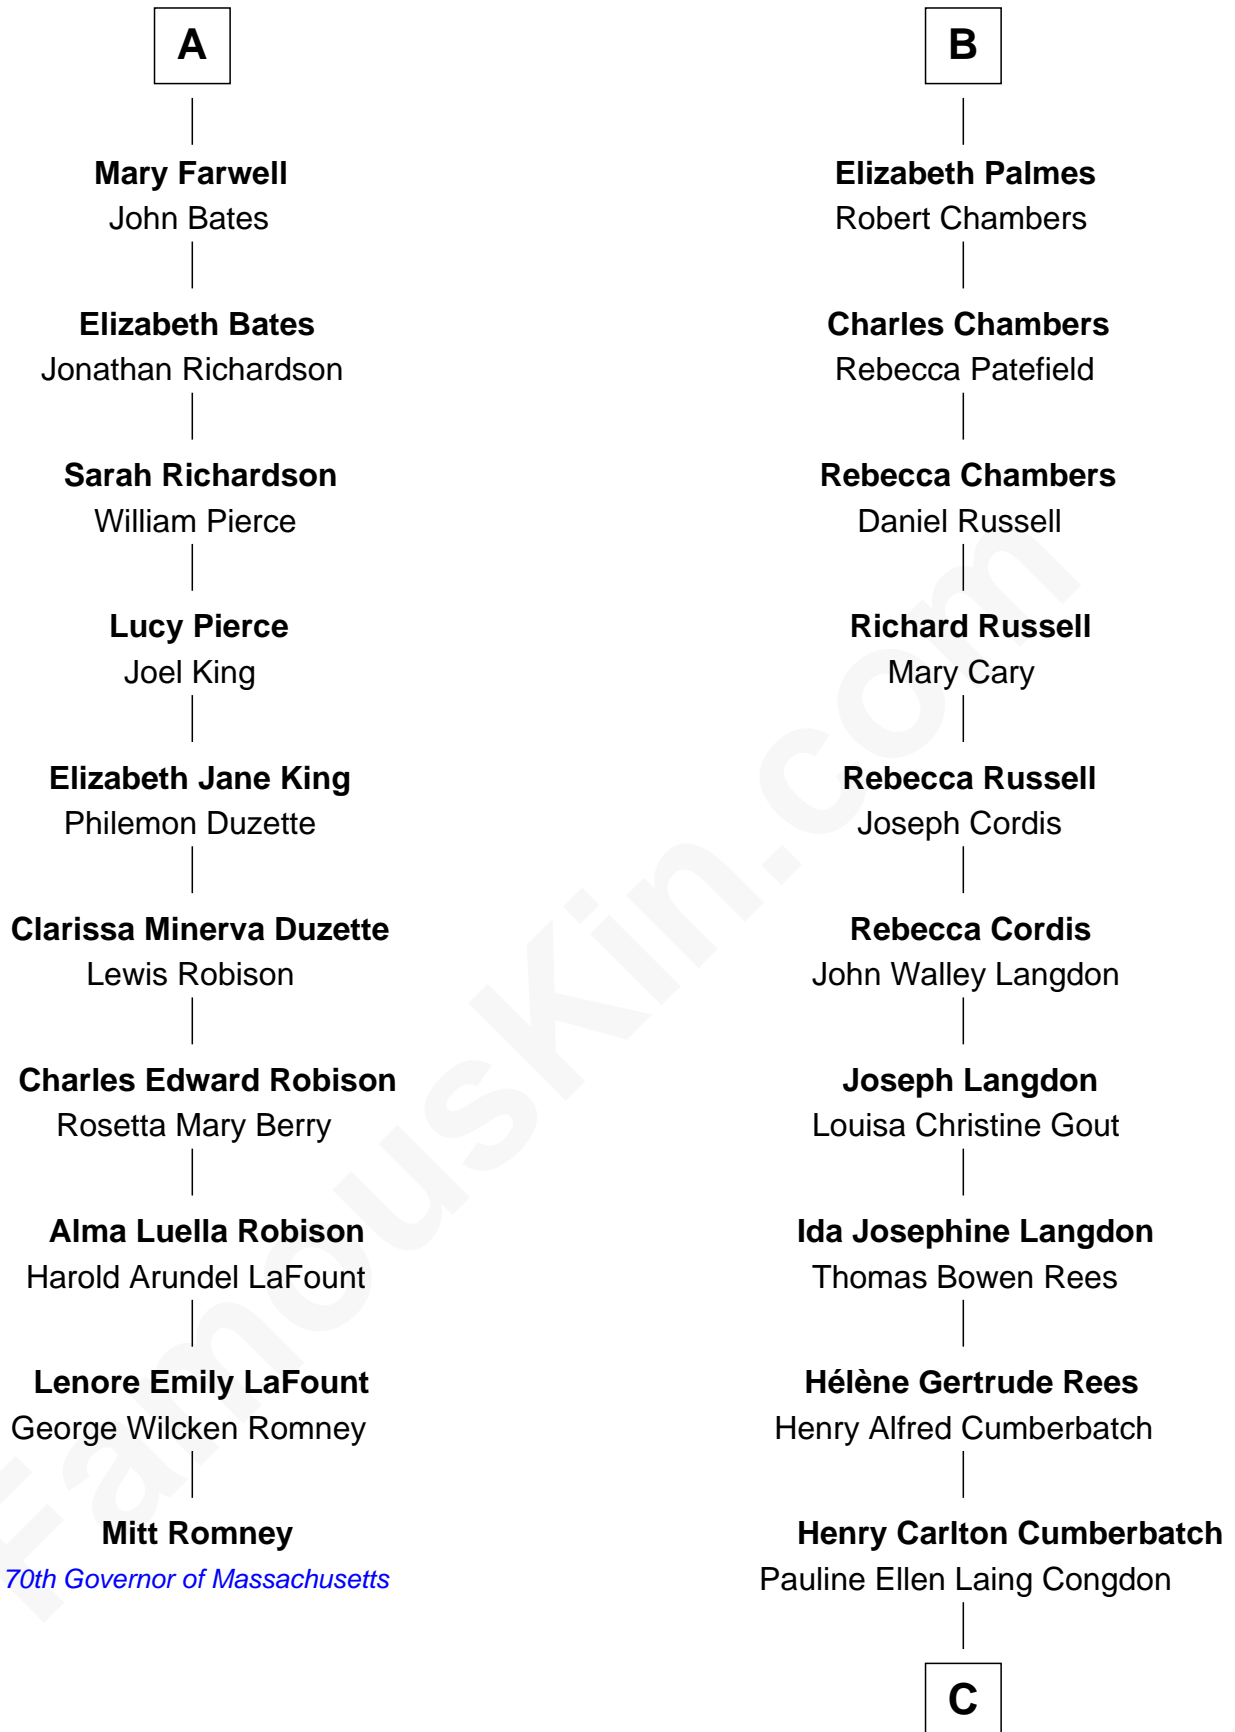 A
Mary Farwell
John Bates
Elizabeth Bates
Jonathan Richardson
Sarah Richardson
William Pierce
Lucy Pierce
Joel King
Elizabeth Jane King
Philemon Duzette
Clarissa Minerva Duzette
Lewis Robison
Charles Edward Robison
Rosetta Mary Berry
Alma Luella Robison
Harold Arundel LaFount
Lenore Emily LaFount
George Wilcken Romney
Mitt Romney
70th Governor of Massachusetts
B
Elizabeth Palmes
Robert Chambers
Charles Chambers
Rebecca Patefield
Rebecca Chambers
Daniel Russell
Richard Russell
Mary Cary
Rebecca Russell
Joseph Cordis
Rebecca Cordis
John Walley Langdon
Joseph Langdon
Louisa Christine Gout
Ida Josephine Langdon
Thomas Bowen Rees
Hélène Gertrude Rees
Henry Alfred Cumberbatch
Henry Carlton Cumberbatch
Pauline Ellen Laing Congdon
C
FamousKin.com